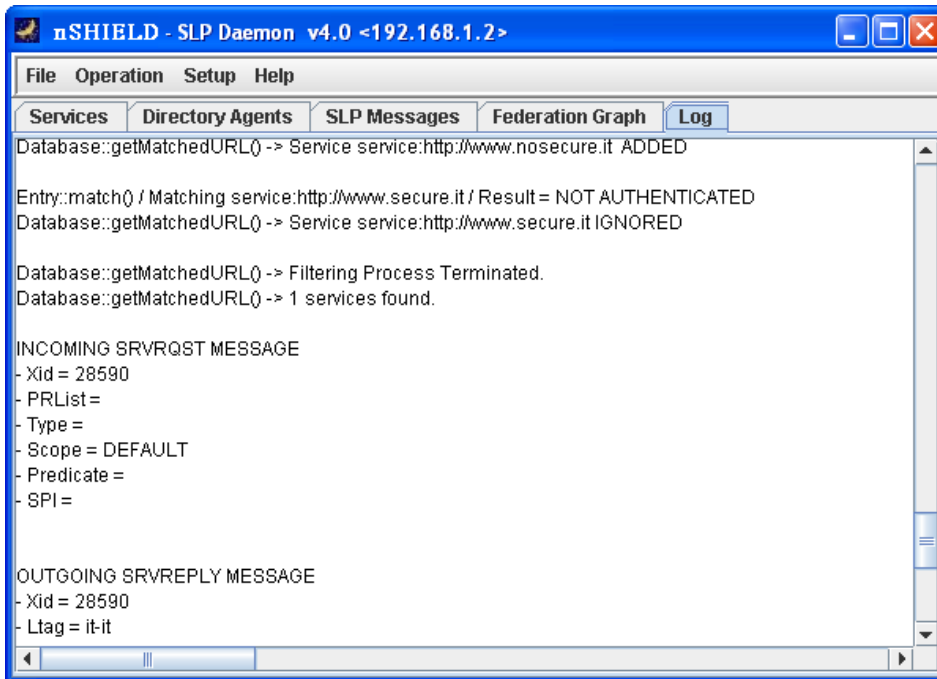 nSHIELD - SLP Daemon v4.0 <192.168.1.2>
File Operation Setup Help
Services Directory Agents SLP Messages Federation Graph Log
Database::getMatchedURL() -> Service service:http://www.nosecure.it ADDED
Entry::match() / Matching service:http://www.secure.it / Result = NOT AUTHENTICATED
Database::getMatchedURL() -> Service service:http://www.secure.it IGNORED
Database::getMatchedURL() -> Filtering Process Terminated.
Database::getMatchedURL() -> 1 services found.
INCOMING SRVRQST MESSAGE
- Xid = 28590
- PRList =
- Type =
- Scope = DEFAULT
- Predicate =
- SPI =
OUTGOING SRVREPLY MESSAGE
- Xid = 28590
- Ltag = it-it